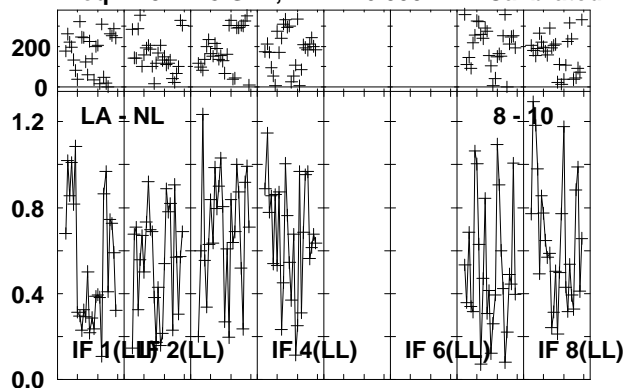 200
0
LA - NL
8 - 10
1.2
0.8
0.4
0.0
IF 1(LL)
IF 2(LL)
IF 4(LL)
IF 6(LL)
IF 8(LL)